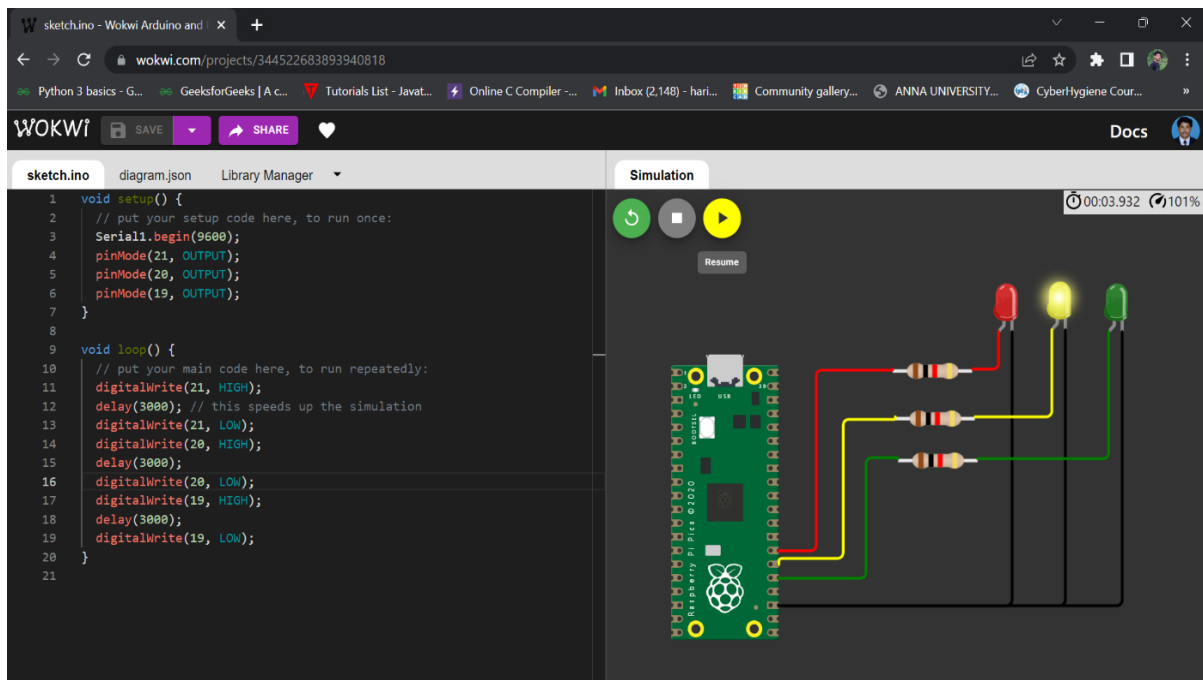 sketch.ino - Wokwi Arduino and
wokwi.com/projects/344522683893940818
Python 3 basics - G... GeeksforGeeks | A c... Tutorials List - Javat... Online C Compiler -... Inbox (2,148) - hari... Community gallery... ANNA UNIVERSITY... CyberHygiene Cour... »
WOKWi SAVE SHARE Docs
sketch.ino diagram.json Library Manager Simulation
1 void setup() {
2 // put your setup code here, to run once:
3 Serial1.begin(9600);
4 pinMode(21, OUTPUT);
5 pinMode(20, OUTPUT);
6 pinMode(19, OUTPUT);
7 }
8
9 void loop() {
10 // put your main code here, to run repeatedly:
11 digitalWrite(21, HIGH);
12 delay(3000); // this speeds up the simulation
13 digitalWrite(21, LOW);
14 digitalWrite(20, HIGH);
15 delay(3000);
16 digitalWrite(20, LOW);
17 digitalWrite(19, HIGH);
18 delay(3000);
19 digitalWrite(19, LOW);
20 }
21
00:03.932 101%
Resume
LED USB
BOOTSEL
Raspberry Pi Pico ©2020